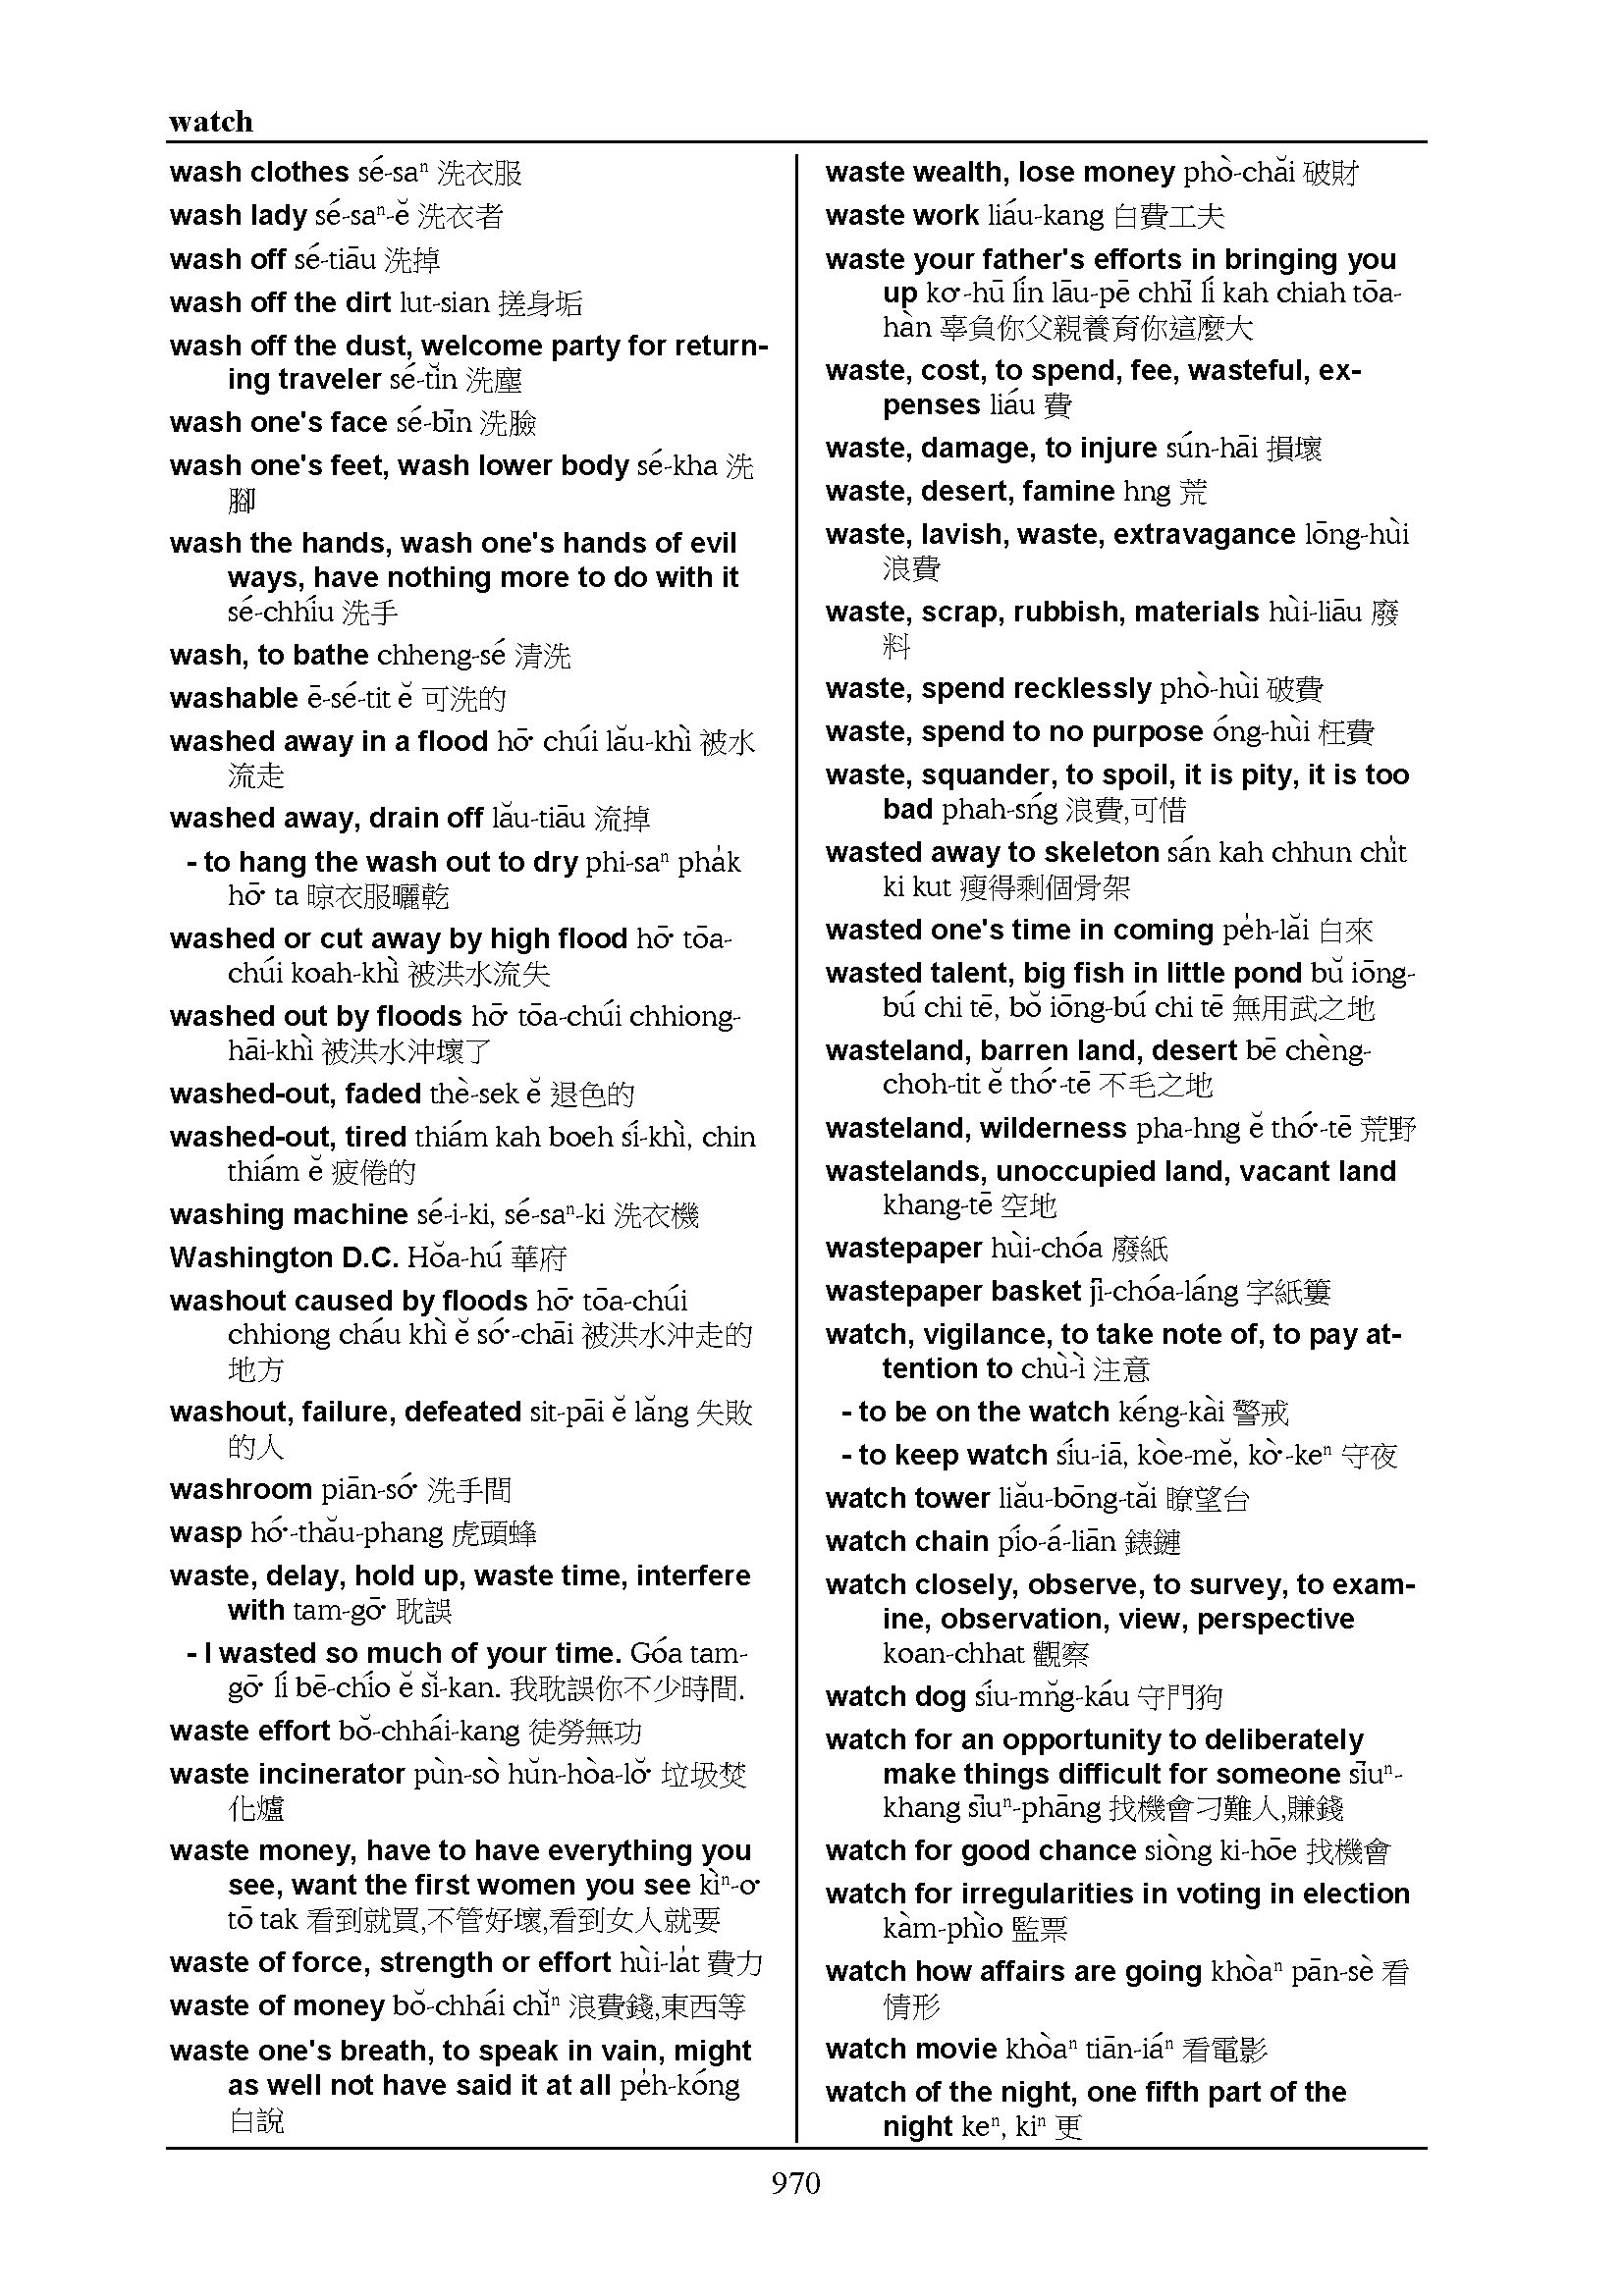 watch
wash clothes sé-saⁿ 洗衣服
wash lady sé-saⁿ-ĕ 洗衣者
wash off sé-tiāu 洗掉
wash off the dirt lut-sian 搓身垢
wash off the dust, welcome party for return-
ing traveler sé-tĭn 洗塵
wash one's face sé-bīn 洗臉
wash one's feet, wash lower body sé-kha 洗
腳
wash the hands, wash one's hands of evil
ways, have nothing more to do with it
sé-chhíu 洗手
wash, to bathe chheng-sé 清洗
washable ē-sé-tit ĕ 可洗的
washed away in a flood hō͘ chúi lău-khì 被水
流走
washed away, drain off lău-tiāu 流掉
- to hang the wash out to dry phi-saⁿ pha̍k
hō͘ ta 晾衣服曬乾
washed or cut away by high flood hō͘ tōa-
chúi koah-khì 被洪水流失
washed out by floods hō͘ tōa-chúi chhiong-
hāi-khì 被洪水沖壞了
washed-out, faded thè-sek ĕ 退色的
washed-out, tired thiám kah boeh sí-khì, chin
thiám ĕ 疲倦的
washing machine sé-i-ki, sé-saⁿ-ki 洗衣機
Washington D.C. Hŏa-hú 華府
washout caused by floods hō͘ tōa-chúi
chhiong cháu khì ĕ só͘-chāi 被洪水沖走的
地方
washout, failure, defeated sit-pāi ĕ lăng 失敗
的人
washroom piān-só͘ 洗手間
wasp hó͘-thău-phang 虎頭蜂
waste, delay, hold up, waste time, interfere
with tam-gō͘ 耽誤
- I wasted so much of your time. Góa tam-
gō͘ lí bē-chío ĕ sĭ-kan. 我耽誤你不少時間.
waste effort bŏ-chhái-kang 徒勞無功
waste incinerator pùn-sò hŭn-hòa-lŏ͘ 垃圾焚
化爐
waste money, have to have everything you
see, want the first women you see kìⁿ-o͘
tō tak 看到就買,不管好壞,看到女人就要
waste of force, strength or effort hùi-la̍t 費力
waste of money bŏ-chhái chĭⁿ 浪費錢,東西等
waste one's breath, to speak in vain, might
as well not have said it at all pe̍h-kóng
白說
waste wealth, lose money phò-chăi 破財
waste work liáu-kang 白費工夫
waste your father's efforts in bringing you
up ko͘-hū lín lāu-pē chhī lí kah chiah tōa-
hàn 辜負你父親養育你這麼大
waste, cost, to spend, fee, wasteful, ex-
penses liáu 費
waste, damage, to injure sún-hāi 損壞
waste, desert, famine hng 荒
waste, lavish, waste, extravagance lōng-hùi
浪費
waste, scrap, rubbish, materials hùi-liāu 廢
料
waste, spend recklessly phò-hùi 破費
waste, spend to no purpose óng-hùi 枉費
waste, squander, to spoil, it is pity, it is too
bad phah-sńg 浪費,可惜
wasted away to skeleton sán kah chhun chi̍t
ki kut 瘦得剩個骨架
wasted one's time in coming pe̍h-lăi 白來
wasted talent, big fish in little pond bŭ iōng-
bú chi tē, bŏ iōng-bú chi tē 無用武之地
wasteland, barren land, desert bē chèng-
choh-tit ĕ thó͘-tē 不毛之地
wasteland, wilderness pha-hng ĕ thó͘-tē 荒野
wastelands, unoccupied land, vacant land
khang-tē 空地
wastepaper hùi-chóa 廢紙
wastepaper basket jī-chóa-láng 字紙簍
watch, vigilance, to take note of, to pay at-
tention to chù-ì 注意
- to be on the watch kéng-kài 警戒
- to keep watch síu-iā, kòe-mĕ, kò͘-keⁿ 守夜
watch tower liău-bōng-tăi 瞭望台
watch chain pío-á-liān 錶鏈
watch closely, observe, to survey, to exam-
ine, observation, view, perspective
koan-chhat 觀察
watch dog síu-mn̆g-káu 守門狗
watch for an opportunity to deliberately
make things difficult for someone sīuⁿ-
khang sīuⁿ-phāng 找機會刁難人,賺錢
watch for good chance siòng ki-hōe 找機會
watch for irregularities in voting in election
kàm-phìo 監票
watch how affairs are going khòaⁿ pān-sè 看
情形
watch movie khòaⁿ tiān-iáⁿ 看電影
watch of the night, one fifth part of the
night keⁿ, kiⁿ 更
970